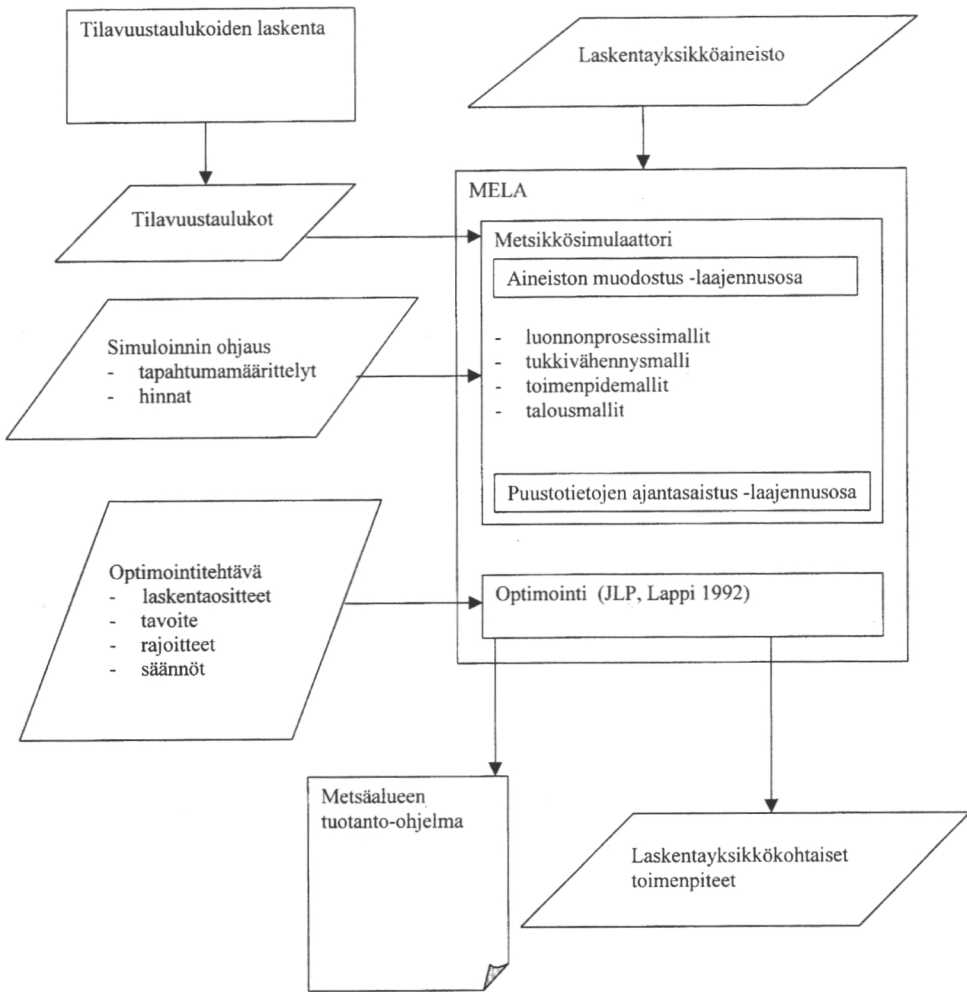 Tilavuustaulukoiden laskenta
Laskentayksikköaineisto
Tilavuustaulukot
MELA
Metsikkösimulaattori
Aineiston muodostus -laajennusosa
- luonnonprosessimallit
- tukkivähennysmalli
- toimenpidemallit
- talousmallit
Puustotietojen ajantasaistus -laajennusosa
Simuloinnin ohjaus
- tapahtumamäärittelyt
- hinnat
Optimointitehtävä
- laskentaositteet
- tavoite
- rajoitteet
- säännöt
Optimointi (JLP, Lappi 1992)
Metsäalueen
tuotanto-ohjelma
Laskentayksikkökohtaiset
toimenpiteet